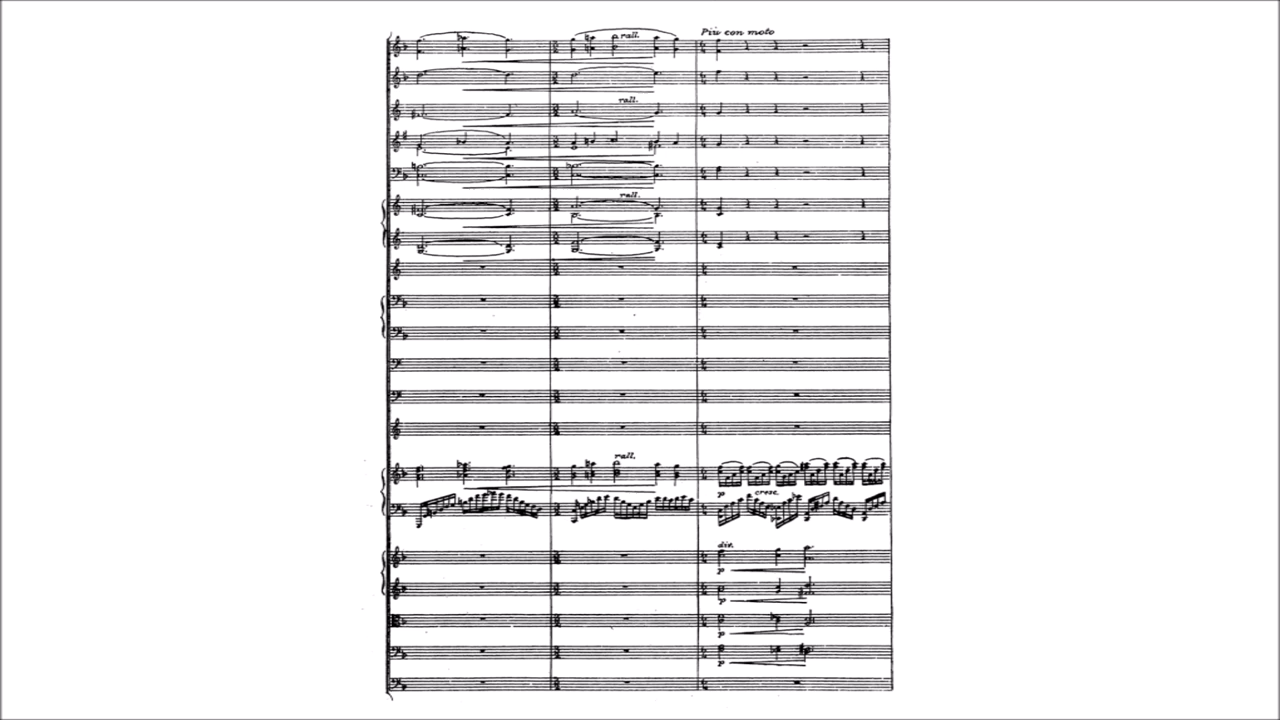 rall.
Più con moto
rall.
rall.
rall.
p cresc.
div.
p
p
p
p